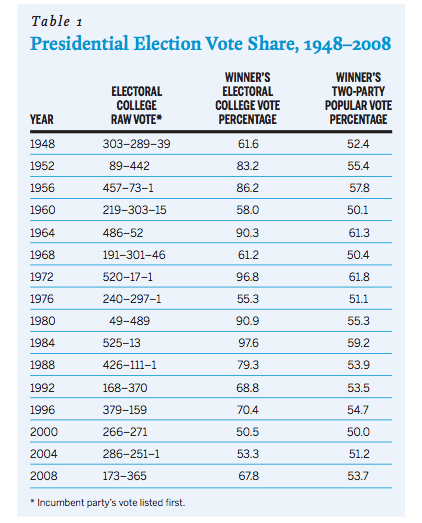 Table 1
Presidential Election Vote Share, 1948–2008
YEAR ELECTORAL COLLEGE RAW VOTE* WINNER'S ELECTORAL COLLEGE VOTE PERCENTAGE WINNER'S TWO-PARTY POPULAR VOTE PERCENTAGE
1948 303–289–39 61.6 52.4
1952 89–442 83.2 55.4
1956 457–73–1 86.2 57.8
1960 219–303–15 58.0 50.1
1964 486–52 90.3 61.3
1968 191–301–46 61.2 50.4
1972 520–17–1 96.8 61.8
1976 240–297–1 55.3 51.1
1980 49–489 90.9 55.3
1984 525–13 97.6 59.2
1988 426–111–1 79.3 53.9
1992 168–370 68.8 53.5
1996 379–159 70.4 54.7
2000 266–271 50.5 50.0
2004 286–251–1 53.3 51.2
2008 173–365 67.8 53.7
* Incumbent party's vote listed first.